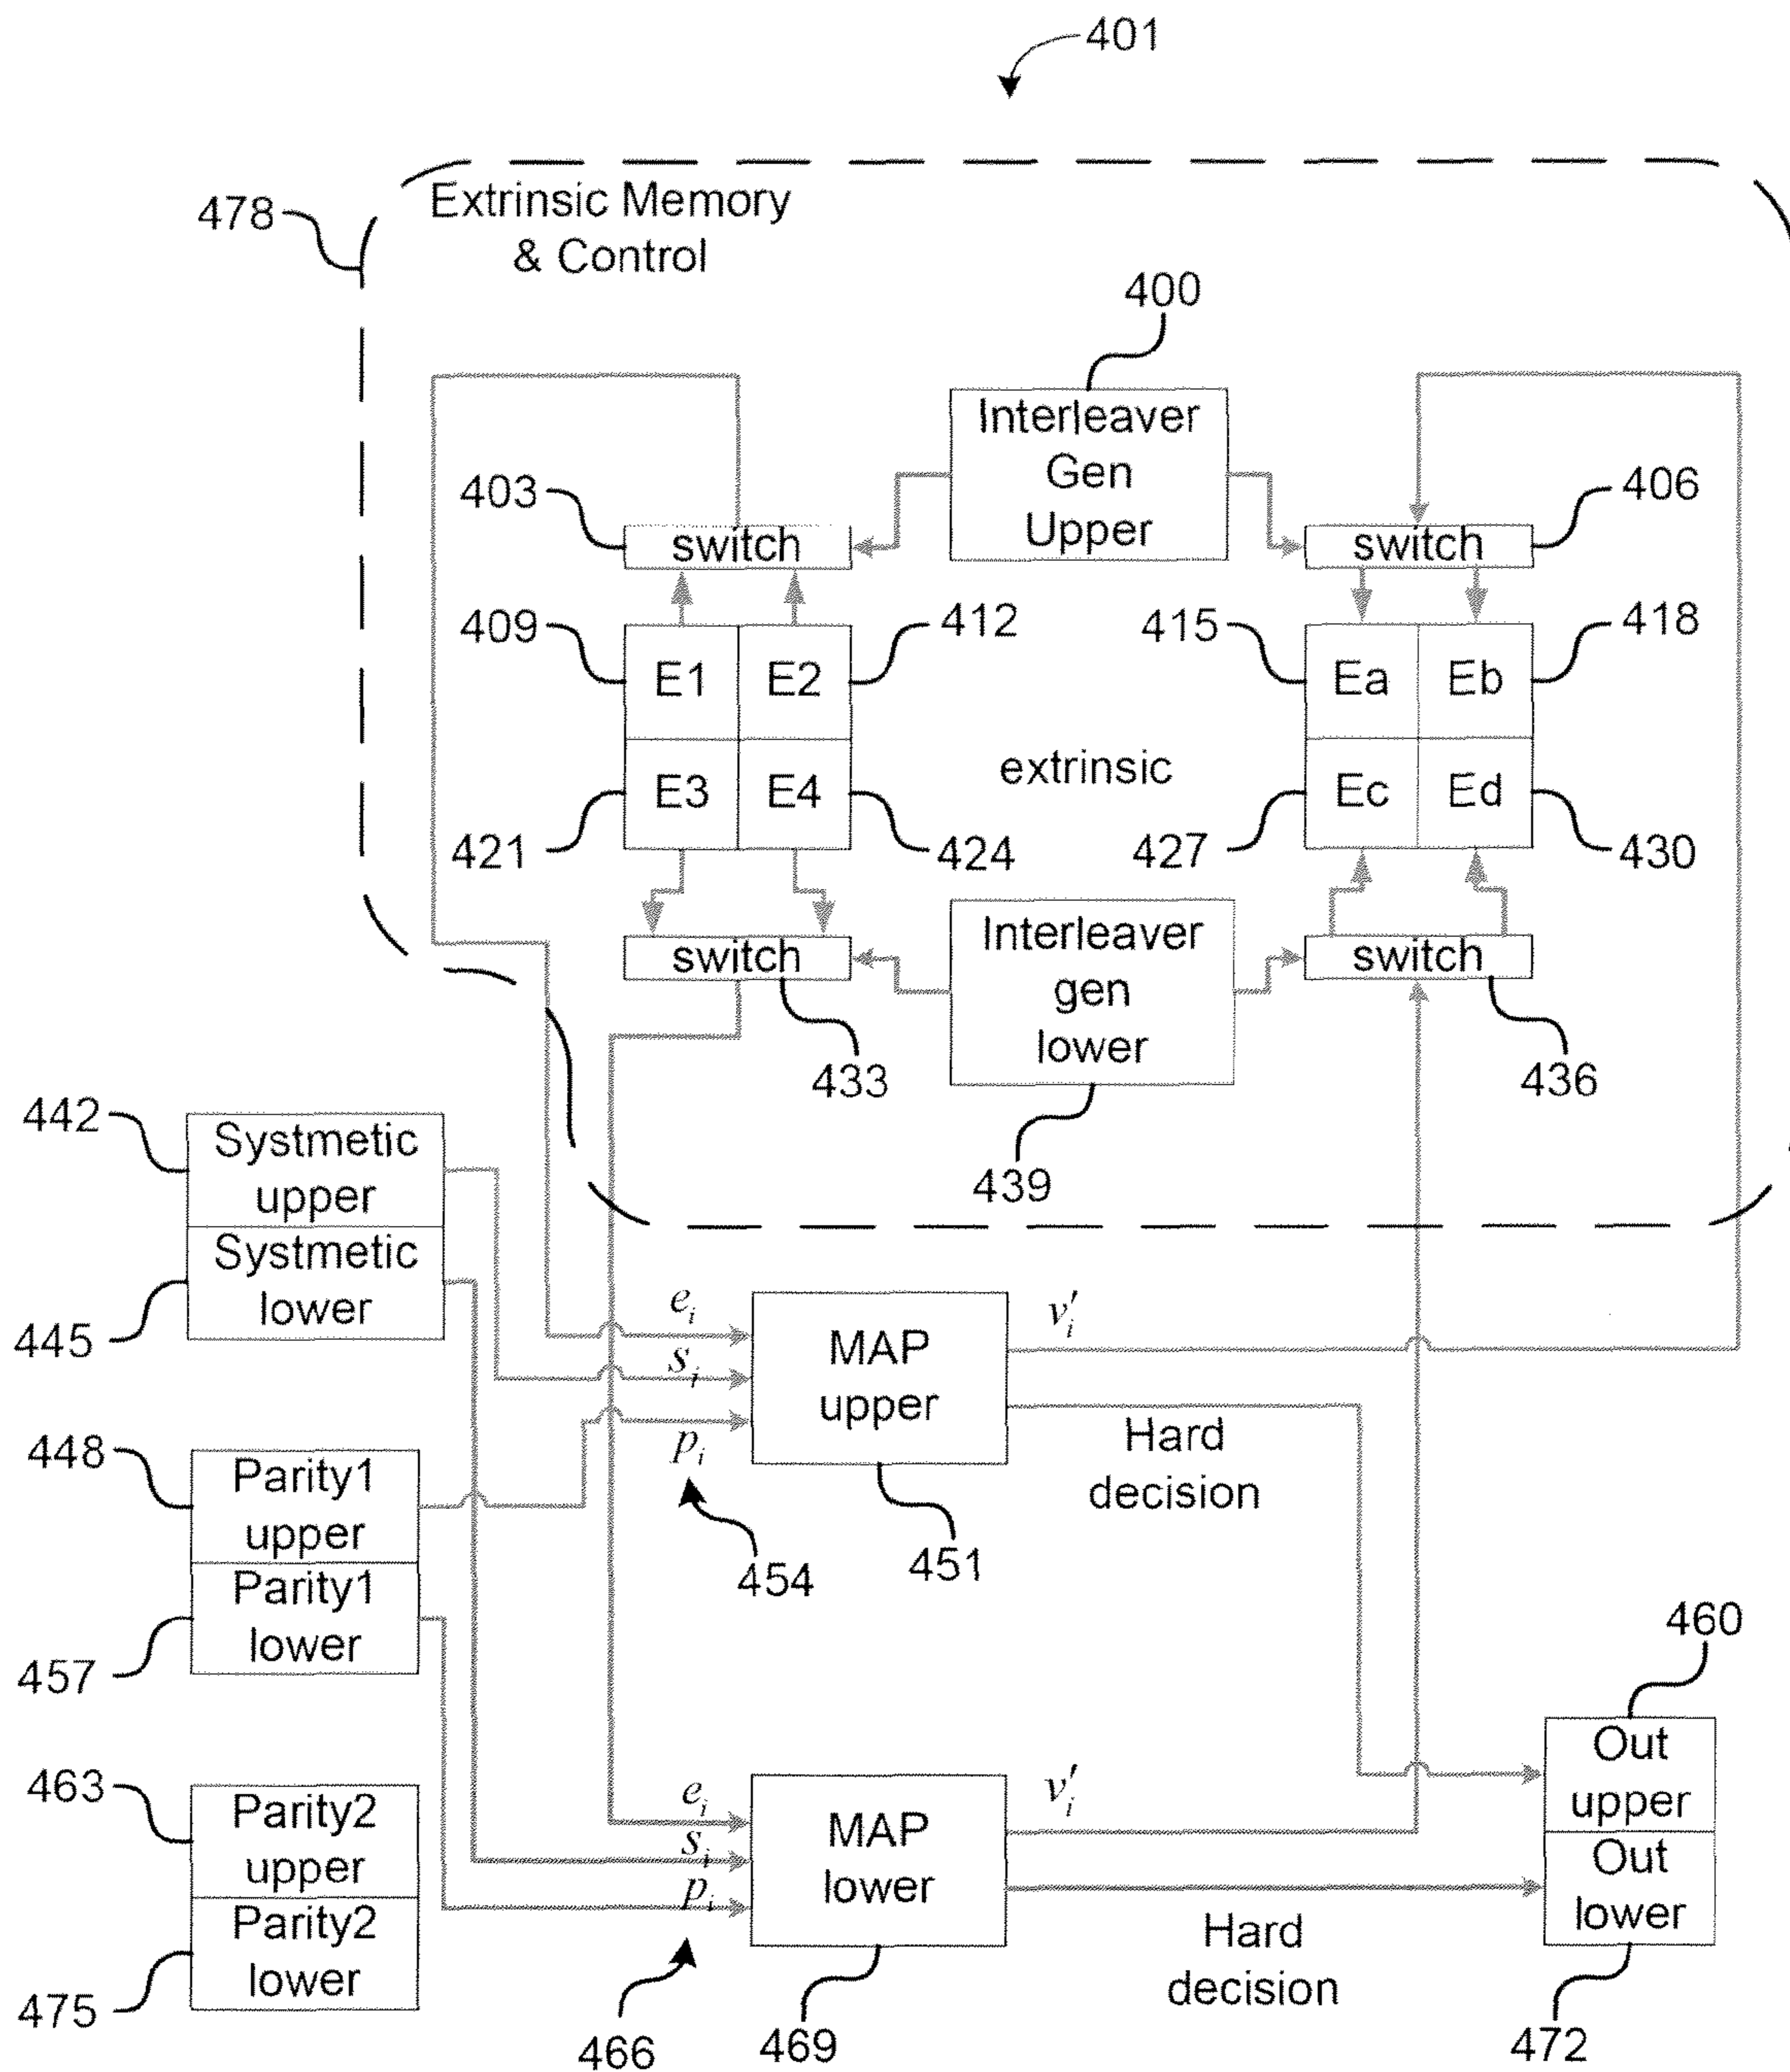 401
Extrinsic Memory
& Control
478
400
Interleaver
Gen
Upper
403
switch
switch
406
409
E1
E2
412
415
Ea
Eb
418
extrinsic
421
E3
E4
424
427
Ec
Ed
430
switch
433
Interleaver
gen
lower
439
switch
436
442
Systmetic
upper
Systmetic
lower
445
448
Parity1
upper
Parity1
lower
457
463
Parity2
upper
Parity2
lower
475
e_i
s_i
p_i
454
MAP
upper
451
v'_i
Hard
decision
e_i
s_i
p_i
466
MAP
lower
469
v'_i
Hard
decision
460
Out
upper
Out
lower
472